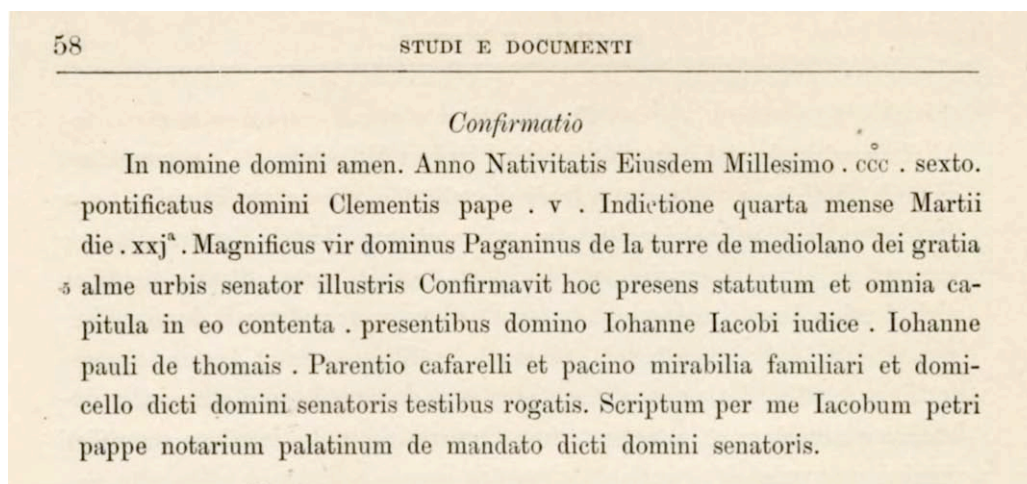 58 STUDI E DOCUMENTI
Confirmatio
In nomine domini amen. Anno Nativitatis Eiusdem Millesimo . ccc̊ . sexto.
pontificatus domini Clementis pape . v . Indictione quarta mense Martii
die . xxjᵃ . Magnificus vir dominus Paganinus de la turre de mediolano dei gratia
5 alme urbis senator illustris Confirmavit hoc presens statutum et omnia ca-
pitula in eo contenta . presentibus domino Iohanne Iacobi iudice . Iohanne
pauli de thomais . Parentio cafarelli et pacino mirabilia familiari et domi-
cello dicti domini senatoris testibus rogatis. Scriptum per me Iacobum petri
pappe notarium palatinum de mandato dicti domini senatoris.